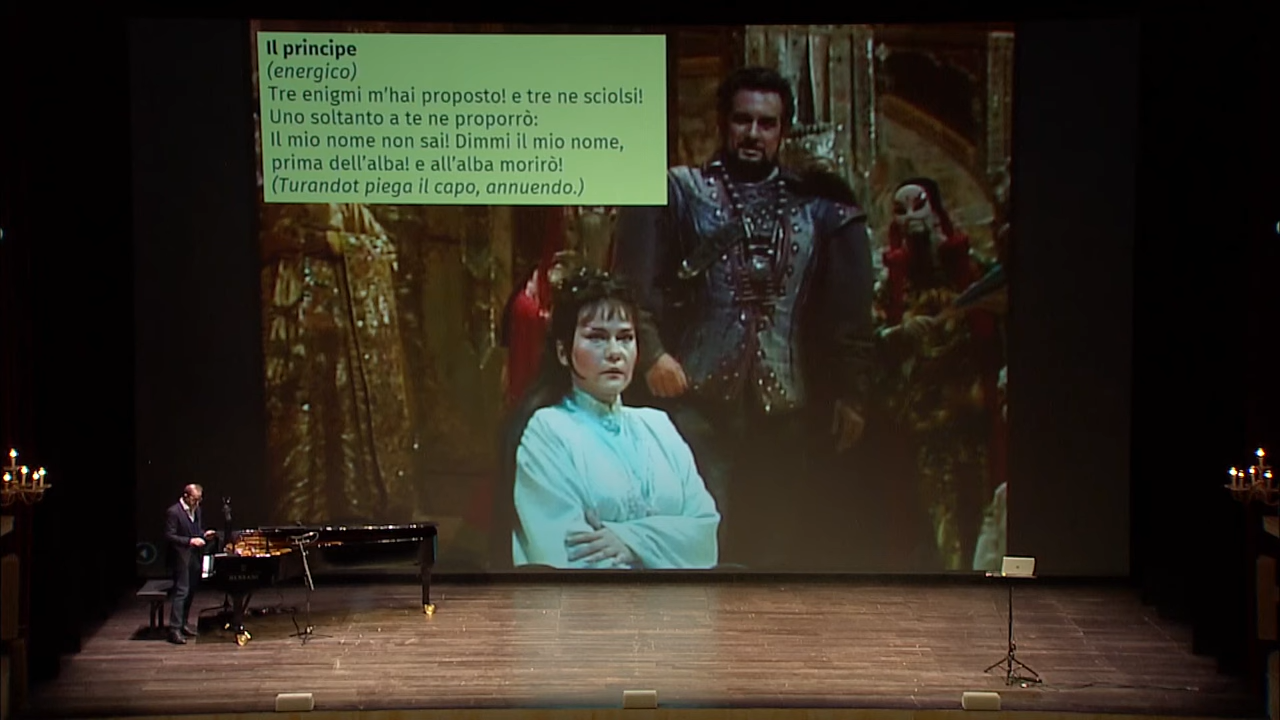 Il principe
(energico)
Tre enigmi m'hai proposto! e tre ne sciolsi!
Uno soltanto a te ne proporrò:
Il mio nome non sai! Dimmi il mio nome,
prima dell'alba! e all'alba morirò!
(Turandot piega il capo, annuendo.)